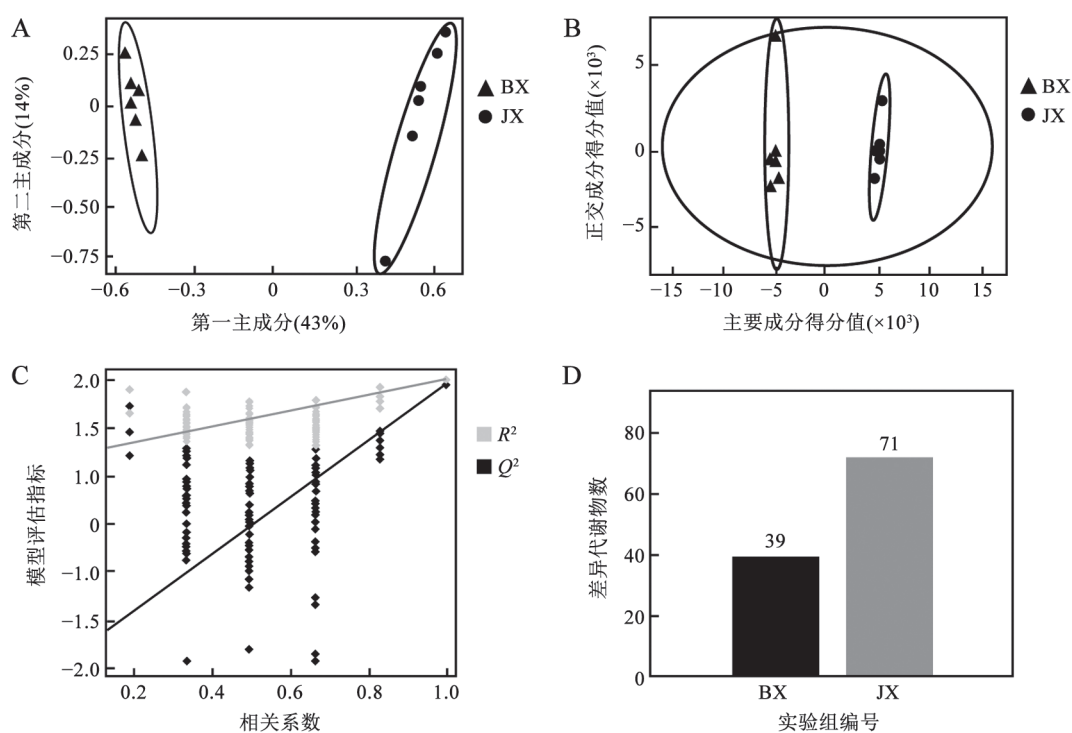 A
第二主成分(14%)
0.25
0
−0.25
−0.50
−0.75
−0.6
−0.3
0
0.3
0.6
第一主成分(43%)
BX
JX
B
正交成分得分值(×10³)
5
0
−5
−15
−10
−5
0
5
10
15
主要成分得分值(×10³)
BX
JX
C
模型评估指标
2.0
1.5
1.0
0
−1.0
−1.5
−2.0
0.2
0.4
0.6
0.8
1.0
相关系数
R²
Q²
D
差异代谢物数
80
60
40
20
0
39
71
BX
JX
实验组编号